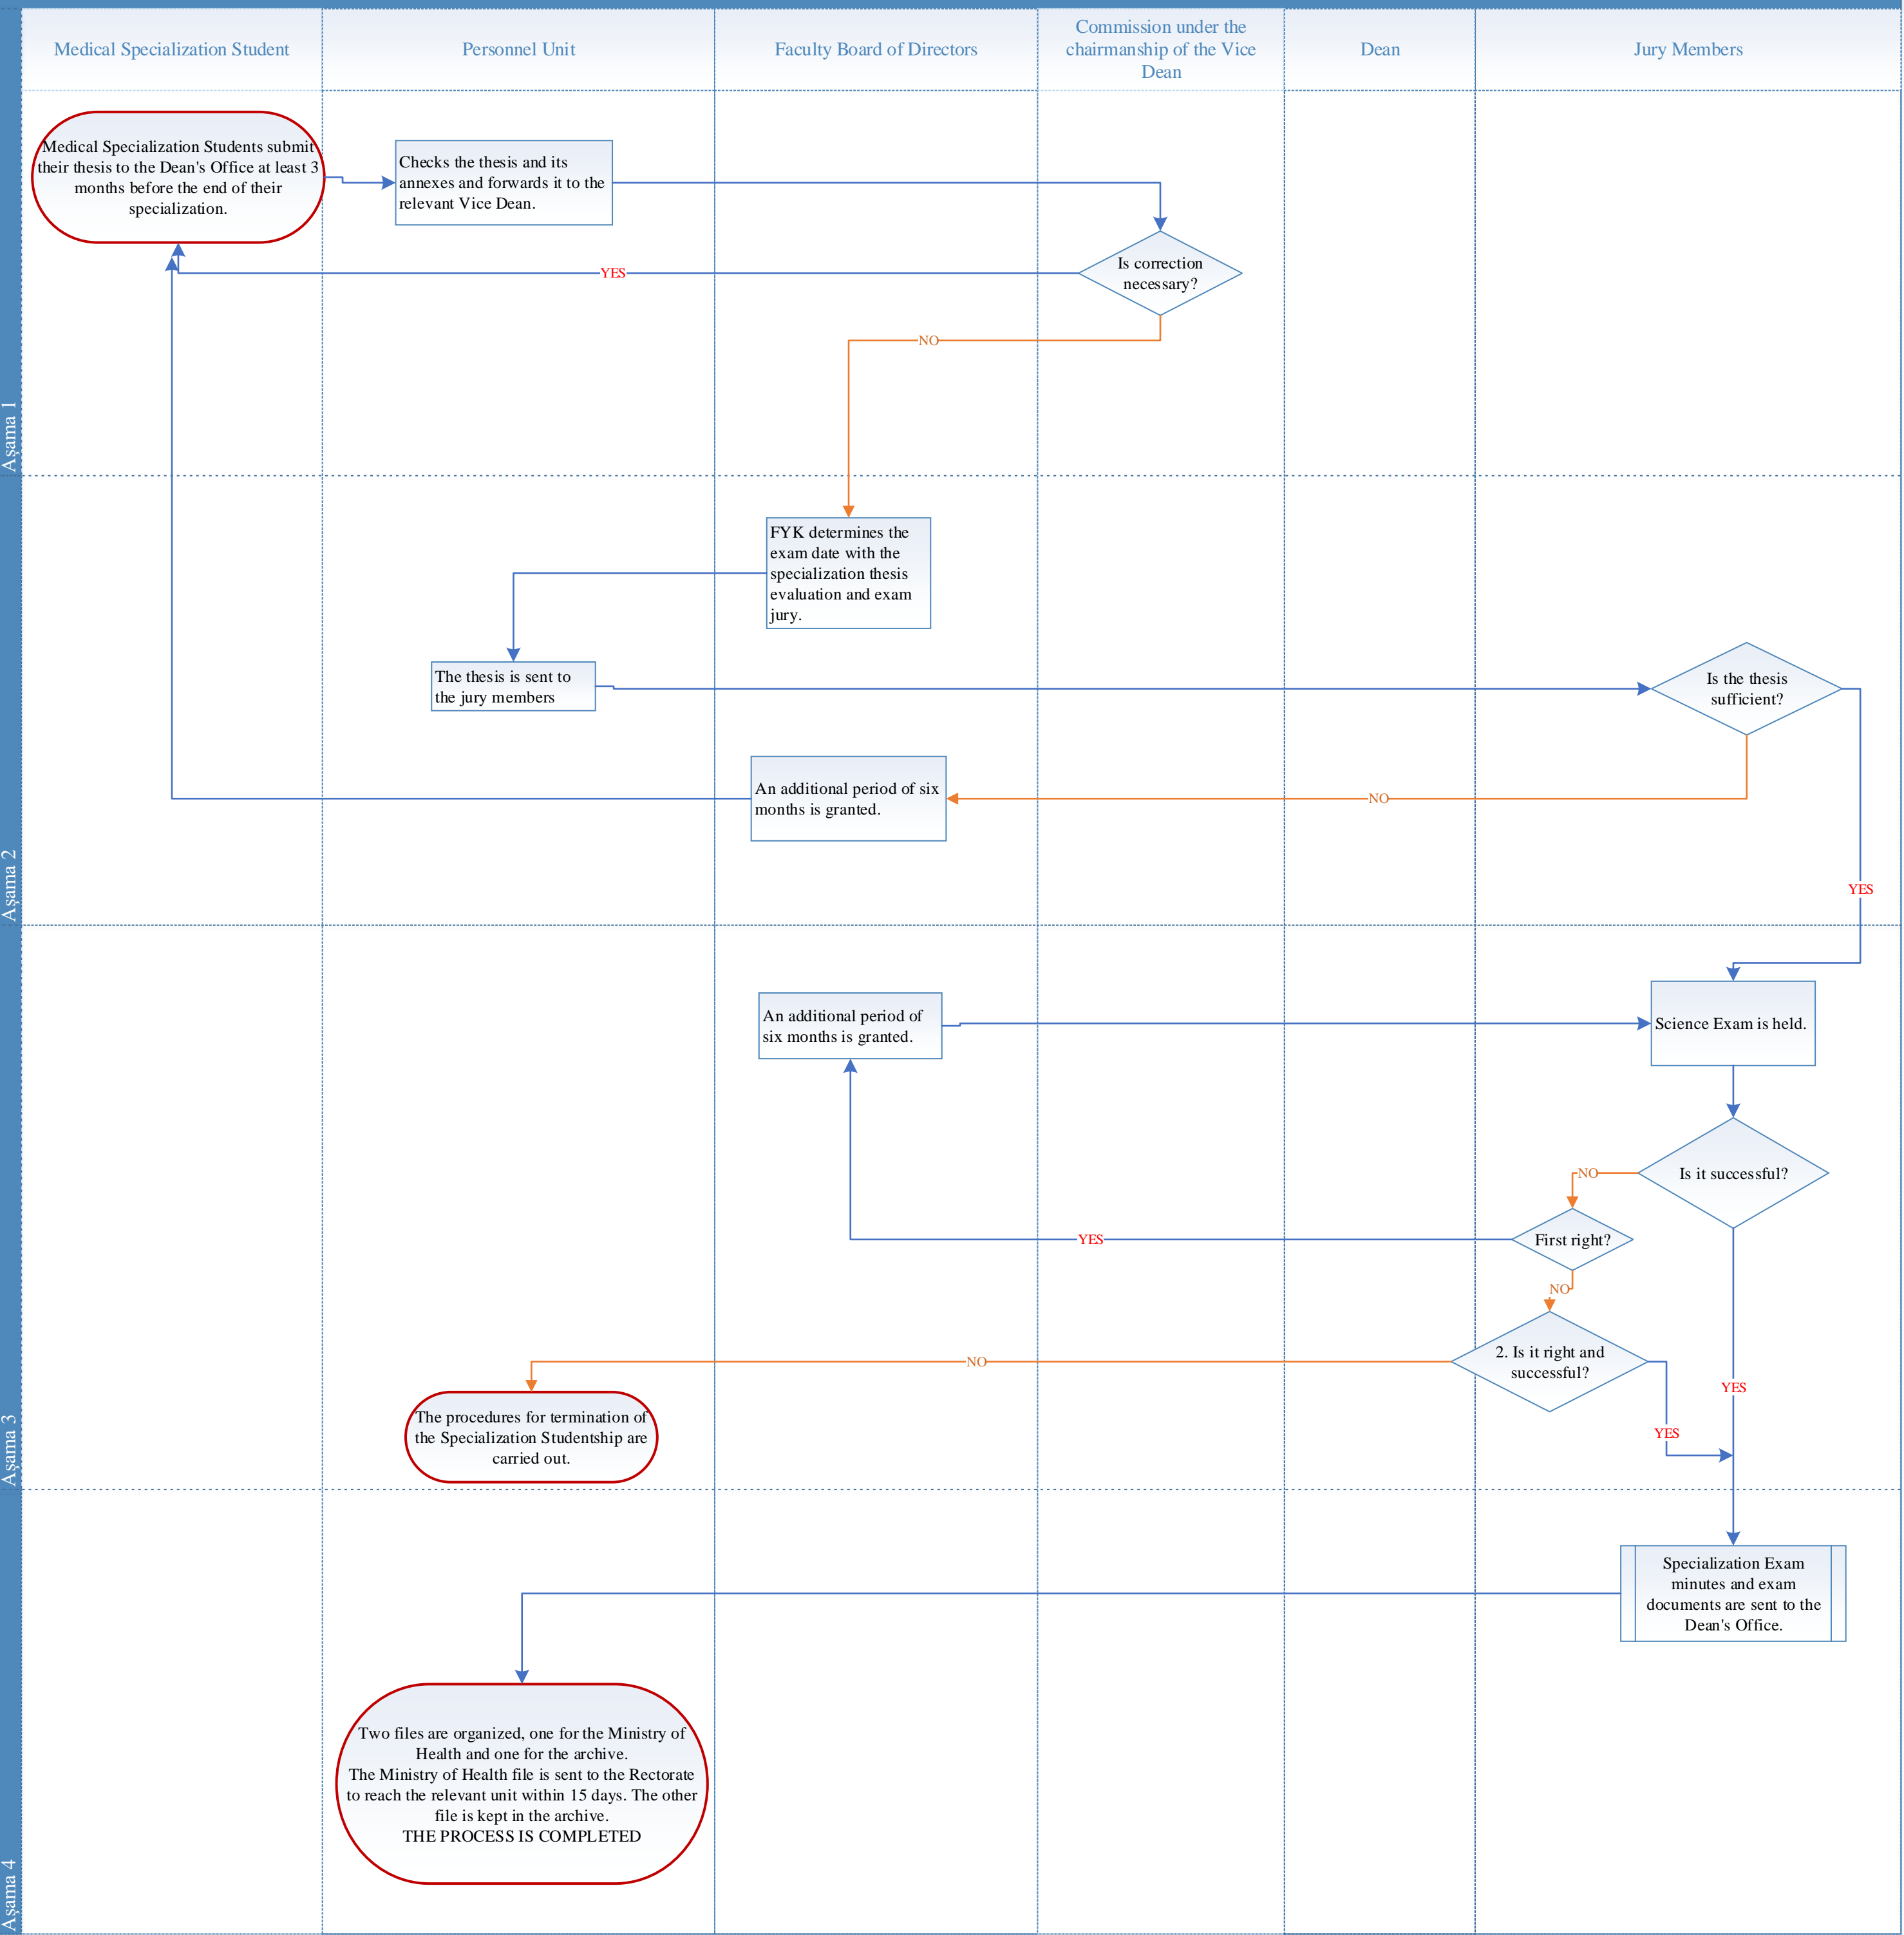 Medical Specialization Student
Personnel Unit
Faculty Board of Directors
Commission under the
chairmanship of the Vice
Dean
Dean
Jury Members
Aşama 1
Medical Specialization Students submit
their thesis to the Dean's Office at least 3
months before the end of their
specialization.
Checks the thesis and its
annexes and forwards it to the
relevant Vice Dean.
Is correction
necessary?
YES
NO
Aşama 2
FYK determines the
exam date with the
specialization thesis
evaluation and exam
jury.
The thesis is sent to
the jury members
Is the thesis
sufficient?
An additional period of six
months is granted.
NO
YES
Aşama 3
An additional period of
six months is granted.
Science Exam is held.
Is it successful?
NO
First right?
YES
NO
2. Is it right and
successful?
NO
YES
YES
The procedures for termination of
the Specialization Studentship are
carried out.
Aşama 4
Specialization Exam
minutes and exam
documents are sent to the
Dean's Office.
Two files are organized, one for the Ministry of
Health and one for the archive.
The Ministry of Health file is sent to the Rectorate
to reach the relevant unit within 15 days. The other
file is kept in the archive.
THE PROCESS IS COMPLETED